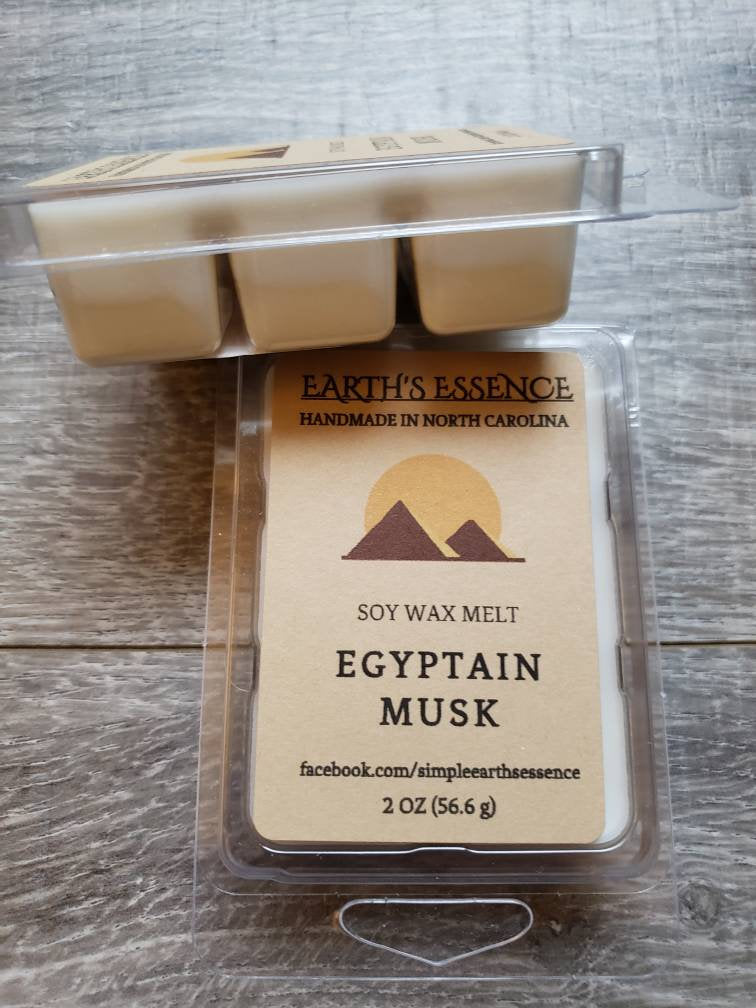 EARTH'S ESSENCE
HANDMADE IN NORTH CAROLINA
SOY WAX MELT
EGYPTAIN
MUSK
facebook.com/simpleearthsessence
2 OZ (56.6 g)